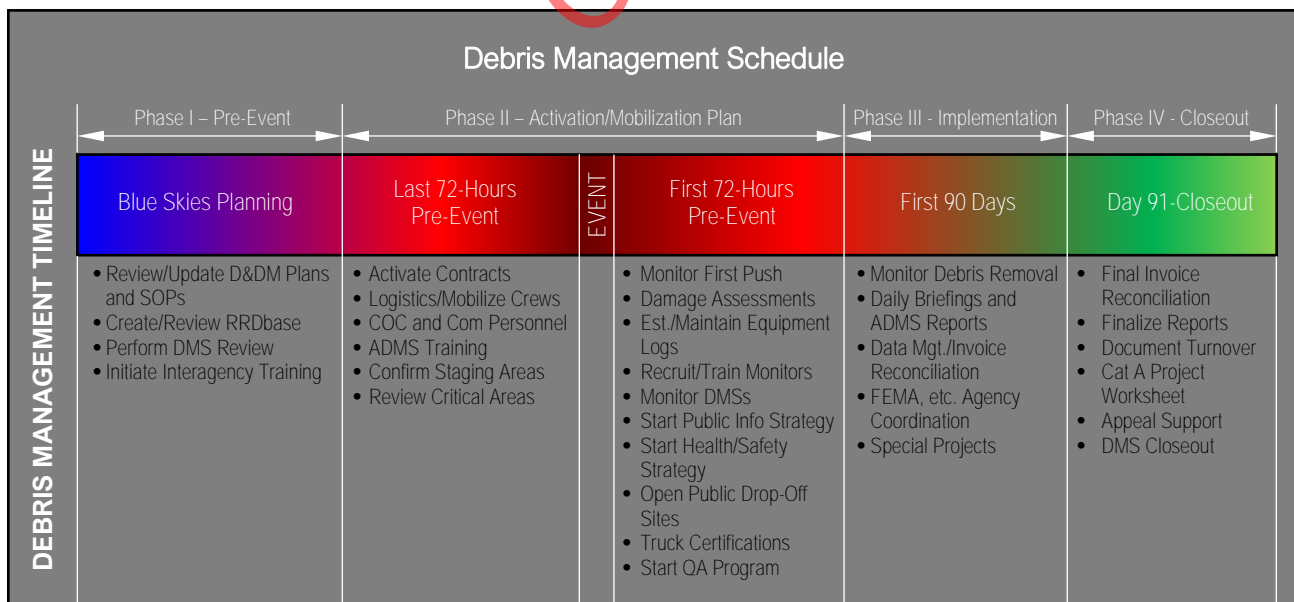 Debris Management Schedule
DEBRIS MANAGEMENT TIMELINE
Phase I – Pre-Event
Phase II – Activation/Mobilization Plan
Phase III - Implementation
Phase IV - Closeout
Blue Skies Planning
Last 72-Hours
Pre-Event
EVENT
First 72-Hours
Pre-Event
First 90 Days
Day 91-Closeout
• Review/Update D&DM Plans
and SOPs
• Create/Review RRDbase
• Perform DMS Review
• Initiate Interagency Training
• Activate Contracts
• Logistics/Mobilize Crews
• COC and Com Personnel
• ADMS Training
• Confirm Staging Areas
• Review Critical Areas
• Monitor First Push
• Damage Assessments
• Est./Maintain Equipment
Logs
• Recruit/Train Monitors
• Monitor DMSs
• Start Public Info Strategy
• Start Health/Safety
Strategy
• Open Public Drop-Off
Sites
• Truck Certifications
• Start QA Program
• Monitor Debris Removal
• Daily Briefings and
ADMS Reports
• Data Mgt./Invoice
Reconciliation
• FEMA, etc. Agency
Coordination
• Special Projects
• Final Invoice
Reconciliation
• Finalize Reports
• Document Turnover
• Cat A Project
Worksheet
• Appeal Support
• DMS Closeout